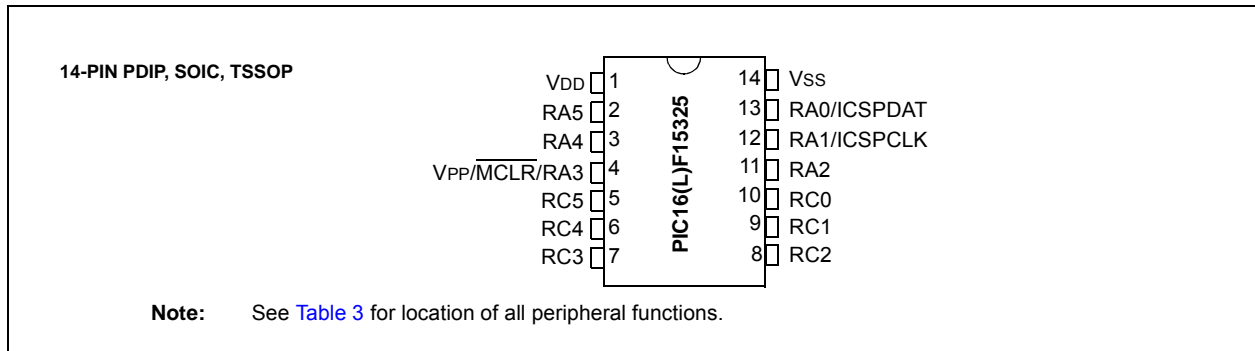 14-PIN PDIP, SOIC, TSSOP
VDD 1 14 VSS
RA5 2 13 RA0/ICSPDAT
RA4 3 12 RA1/ICSPCLK
VPP/MCLR/RA3 4 11 RA2
RC5 5 10 RC0
RC4 6 9 RC1
RC3 7 8 RC2
PIC16(L)F15325
Note: See Table 3 for location of all peripheral functions.